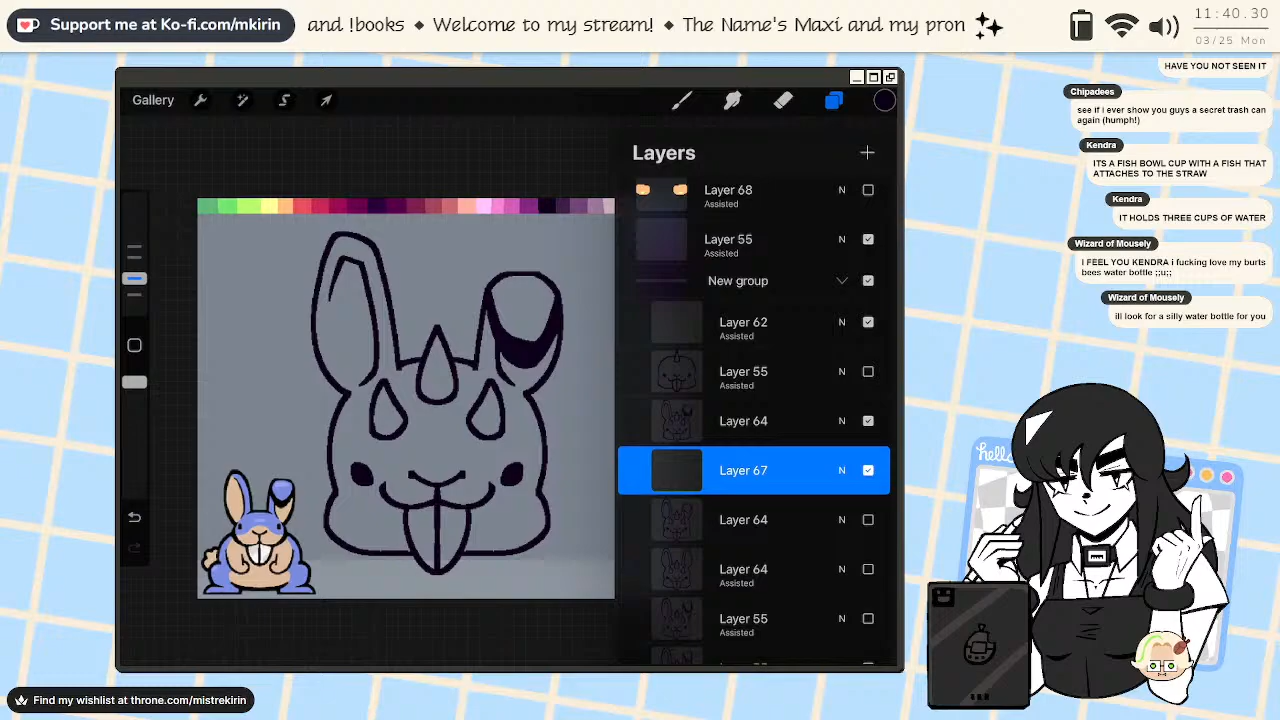 Support me at Ko-fi.com/mkirin
and !boops ◆ Welcome to my stream! ◆ The Name's Maxi and my pron
11:40.30
03/25 Mon
Gallery
Layers
Layer 68
Assisted
N
Layer 55
Assisted
N
New group
Layer 62
Assisted
N
Layer 55
Assisted
N
Layer 64
N
Layer 67
N
Layer 64
N
Layer 64
Assisted
N
Layer 55
Assisted
N
HAVE YOU NOT SEEN IT
Chipadees
see if i ever show you guys a secret trash can
again (humph!)
Kendra
ITS A FISH BOWL CUP WITH A FISH THAT
ATTACHES TO THE STRAW
Kendra
IT HOLDS THREE CUPS OF WATER
Wizard of Mousely
I FEEL YOU KENDRA i fucking love my burts
bees water bottle ;;u;;
Wizard of Mousely
ill look for a silly water bottle for you
hello
Find my wishlist at throne.com/mistrekirin